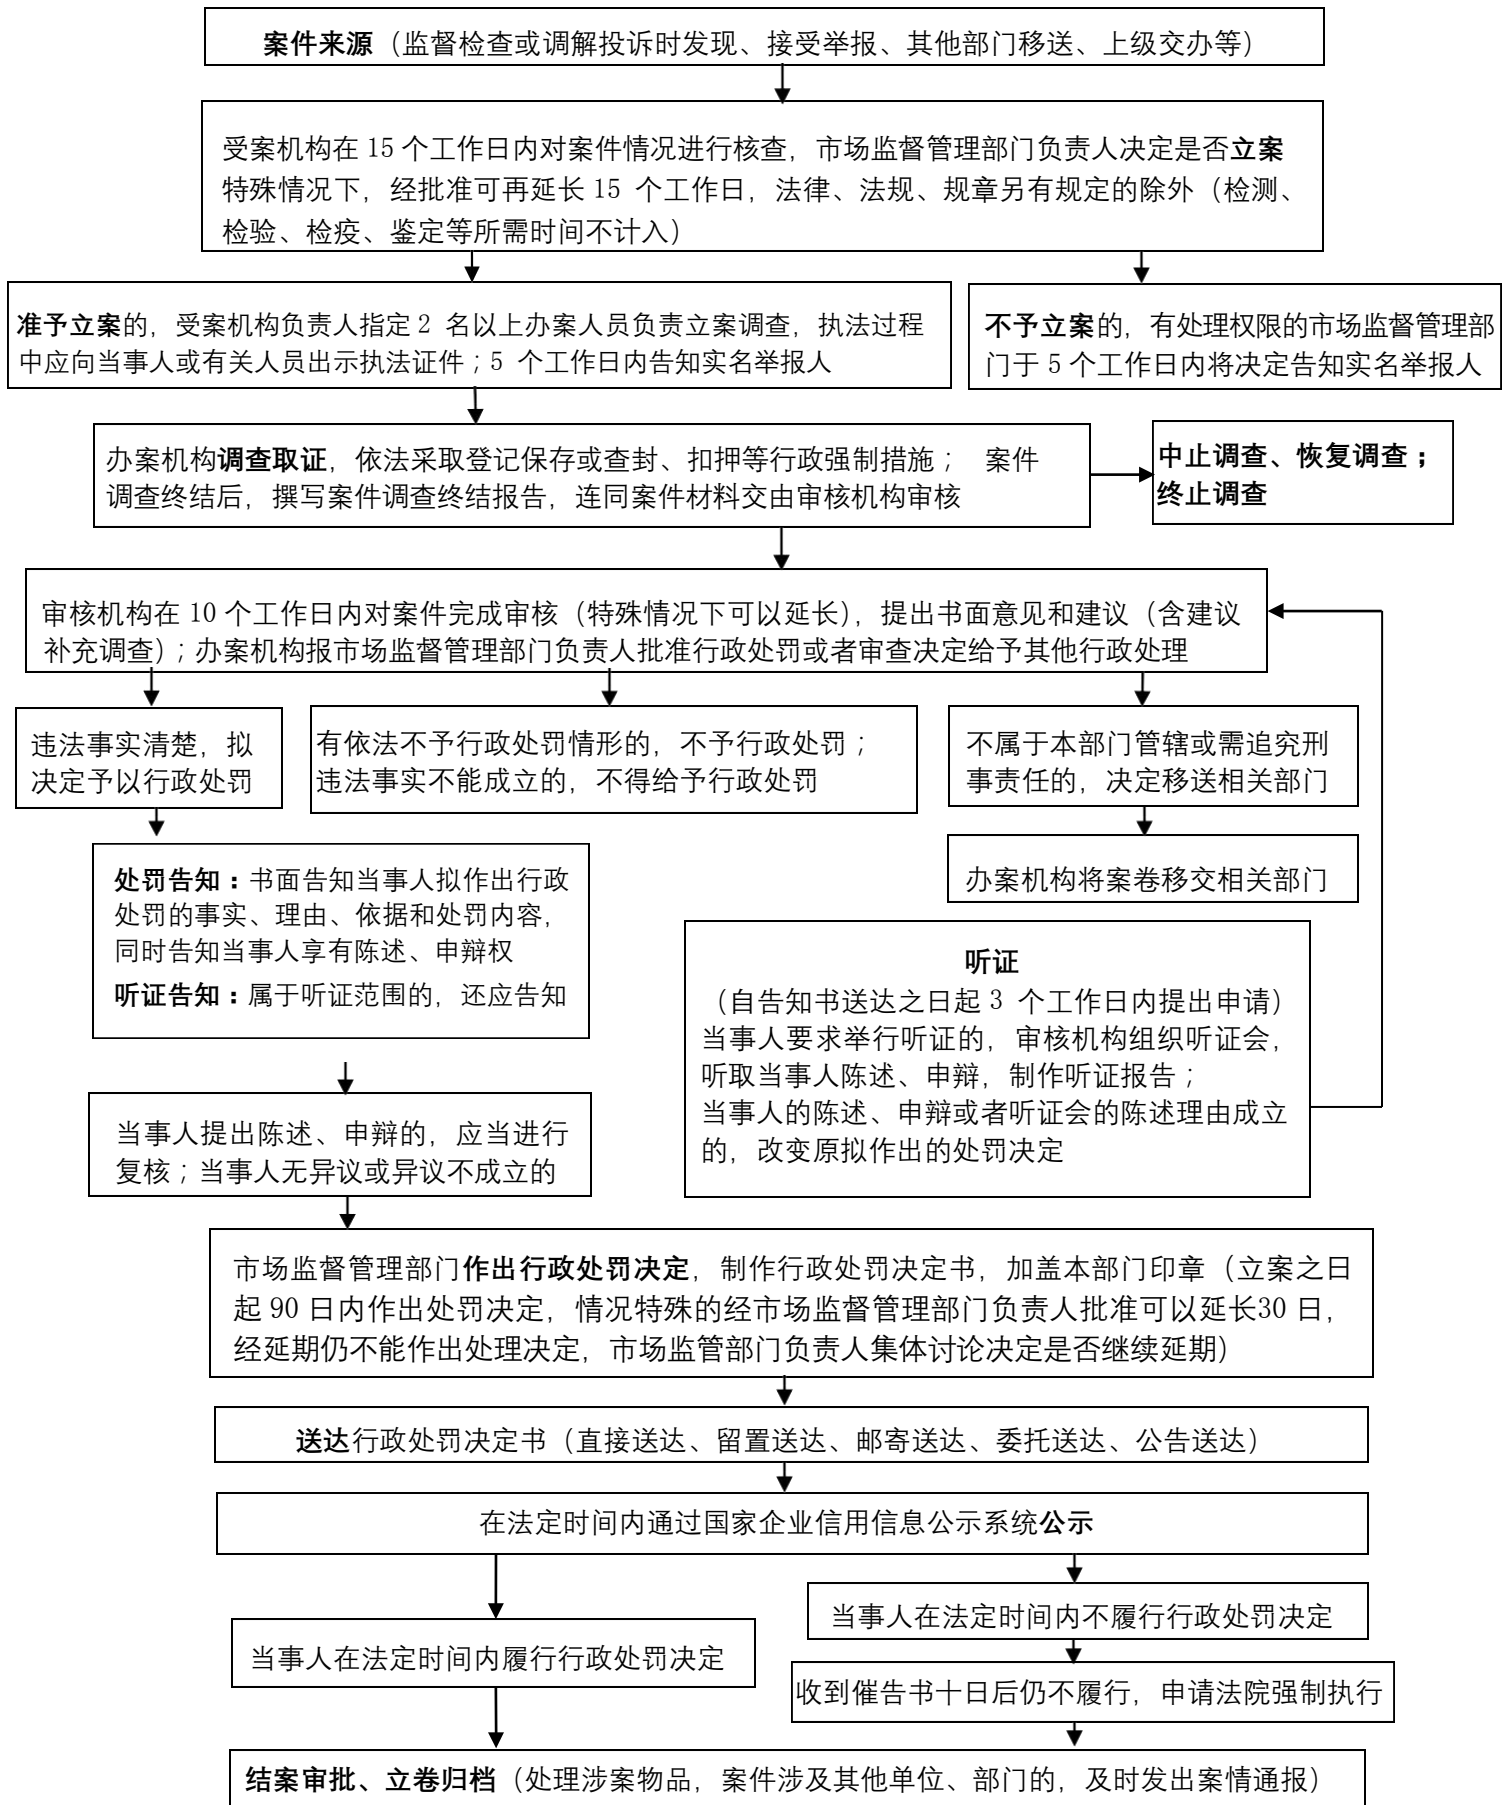 案件来源（监督检查或调解投诉时发现、接受举报、其他部门移送、上级交办等）
受案机构在 15 个工作日内对案件情况进行核查，市场监督管理部门负责人决定是否立案
特殊情况下，经批准可再延长 15 个工作日，法律、法规、规章另有规定的除外（检测、
检验、检疫、鉴定等所需时间不计入）
准予立案的，受案机构负责人指定 2 名以上办案人员负责立案调查，执法过程
中应向当事人或有关人员出示执法证件；5 个工作日内告知实名举报人
不予立案的，有处理权限的市场监督管理部
门于 5 个工作日内将决定告知实名举报人
办案机构调查取证，依法采取登记保存或查封、扣押等行政强制措施； 案件
调查终结后，撰写案件调查终结报告，连同案件材料交由审核机构审核
中止调查、恢复调查；
终止调查
审核机构在 10 个工作日内对案件完成审核（特殊情况下可以延长），提出书面意见和建议（含建议
补充调查）；办案机构报市场监督管理部门负责人批准行政处罚或者审查决定给予其他行政处理
违法事实清楚，拟
决定予以行政处罚
有依法不予行政处罚情形的，不予行政处罚；
违法事实不能成立的，不得给予行政处罚
不属于本部门管辖或需追究刑
事责任的，决定移送相关部门
办案机构将案卷移交相关部门
处罚告知：书面告知当事人拟作出行政
处罚的事实、理由、依据和处罚内容，
同时告知当事人享有陈述、申辩权
听证告知：属于听证范围的，还应告知
听证
（自告知书送达之日起 3 个工作日内提出申请）
当事人要求举行听证的，审核机构组织听证会，
听取当事人陈述、申辩，制作听证报告；
当事人的陈述、申辩或者听证会的陈述理由成立
的，改变原拟作出的处罚决定
当事人提出陈述、申辩的，应当进行
复核；当事人无异议或异议不成立的
市场监督管理部门作出行政处罚决定，制作行政处罚决定书，加盖本部门印章（立案之日
起 90 日内作出处罚决定，情况特殊的经市场监督管理部门负责人批准可以延长30 日，
经延期仍不能作出处理决定，市场监管部门负责人集体讨论决定是否继续延期）
送达行政处罚决定书（直接送达、留置送达、邮寄送达、委托送达、公告送达）
在法定时间内通过国家企业信用信息公示系统公示
当事人在法定时间内不履行行政处罚决定
当事人在法定时间内履行行政处罚决定
收到催告书十日后仍不履行，申请法院强制执行
结案审批、立卷归档（处理涉案物品，案件涉及其他单位、部门的，及时发出案情通报）